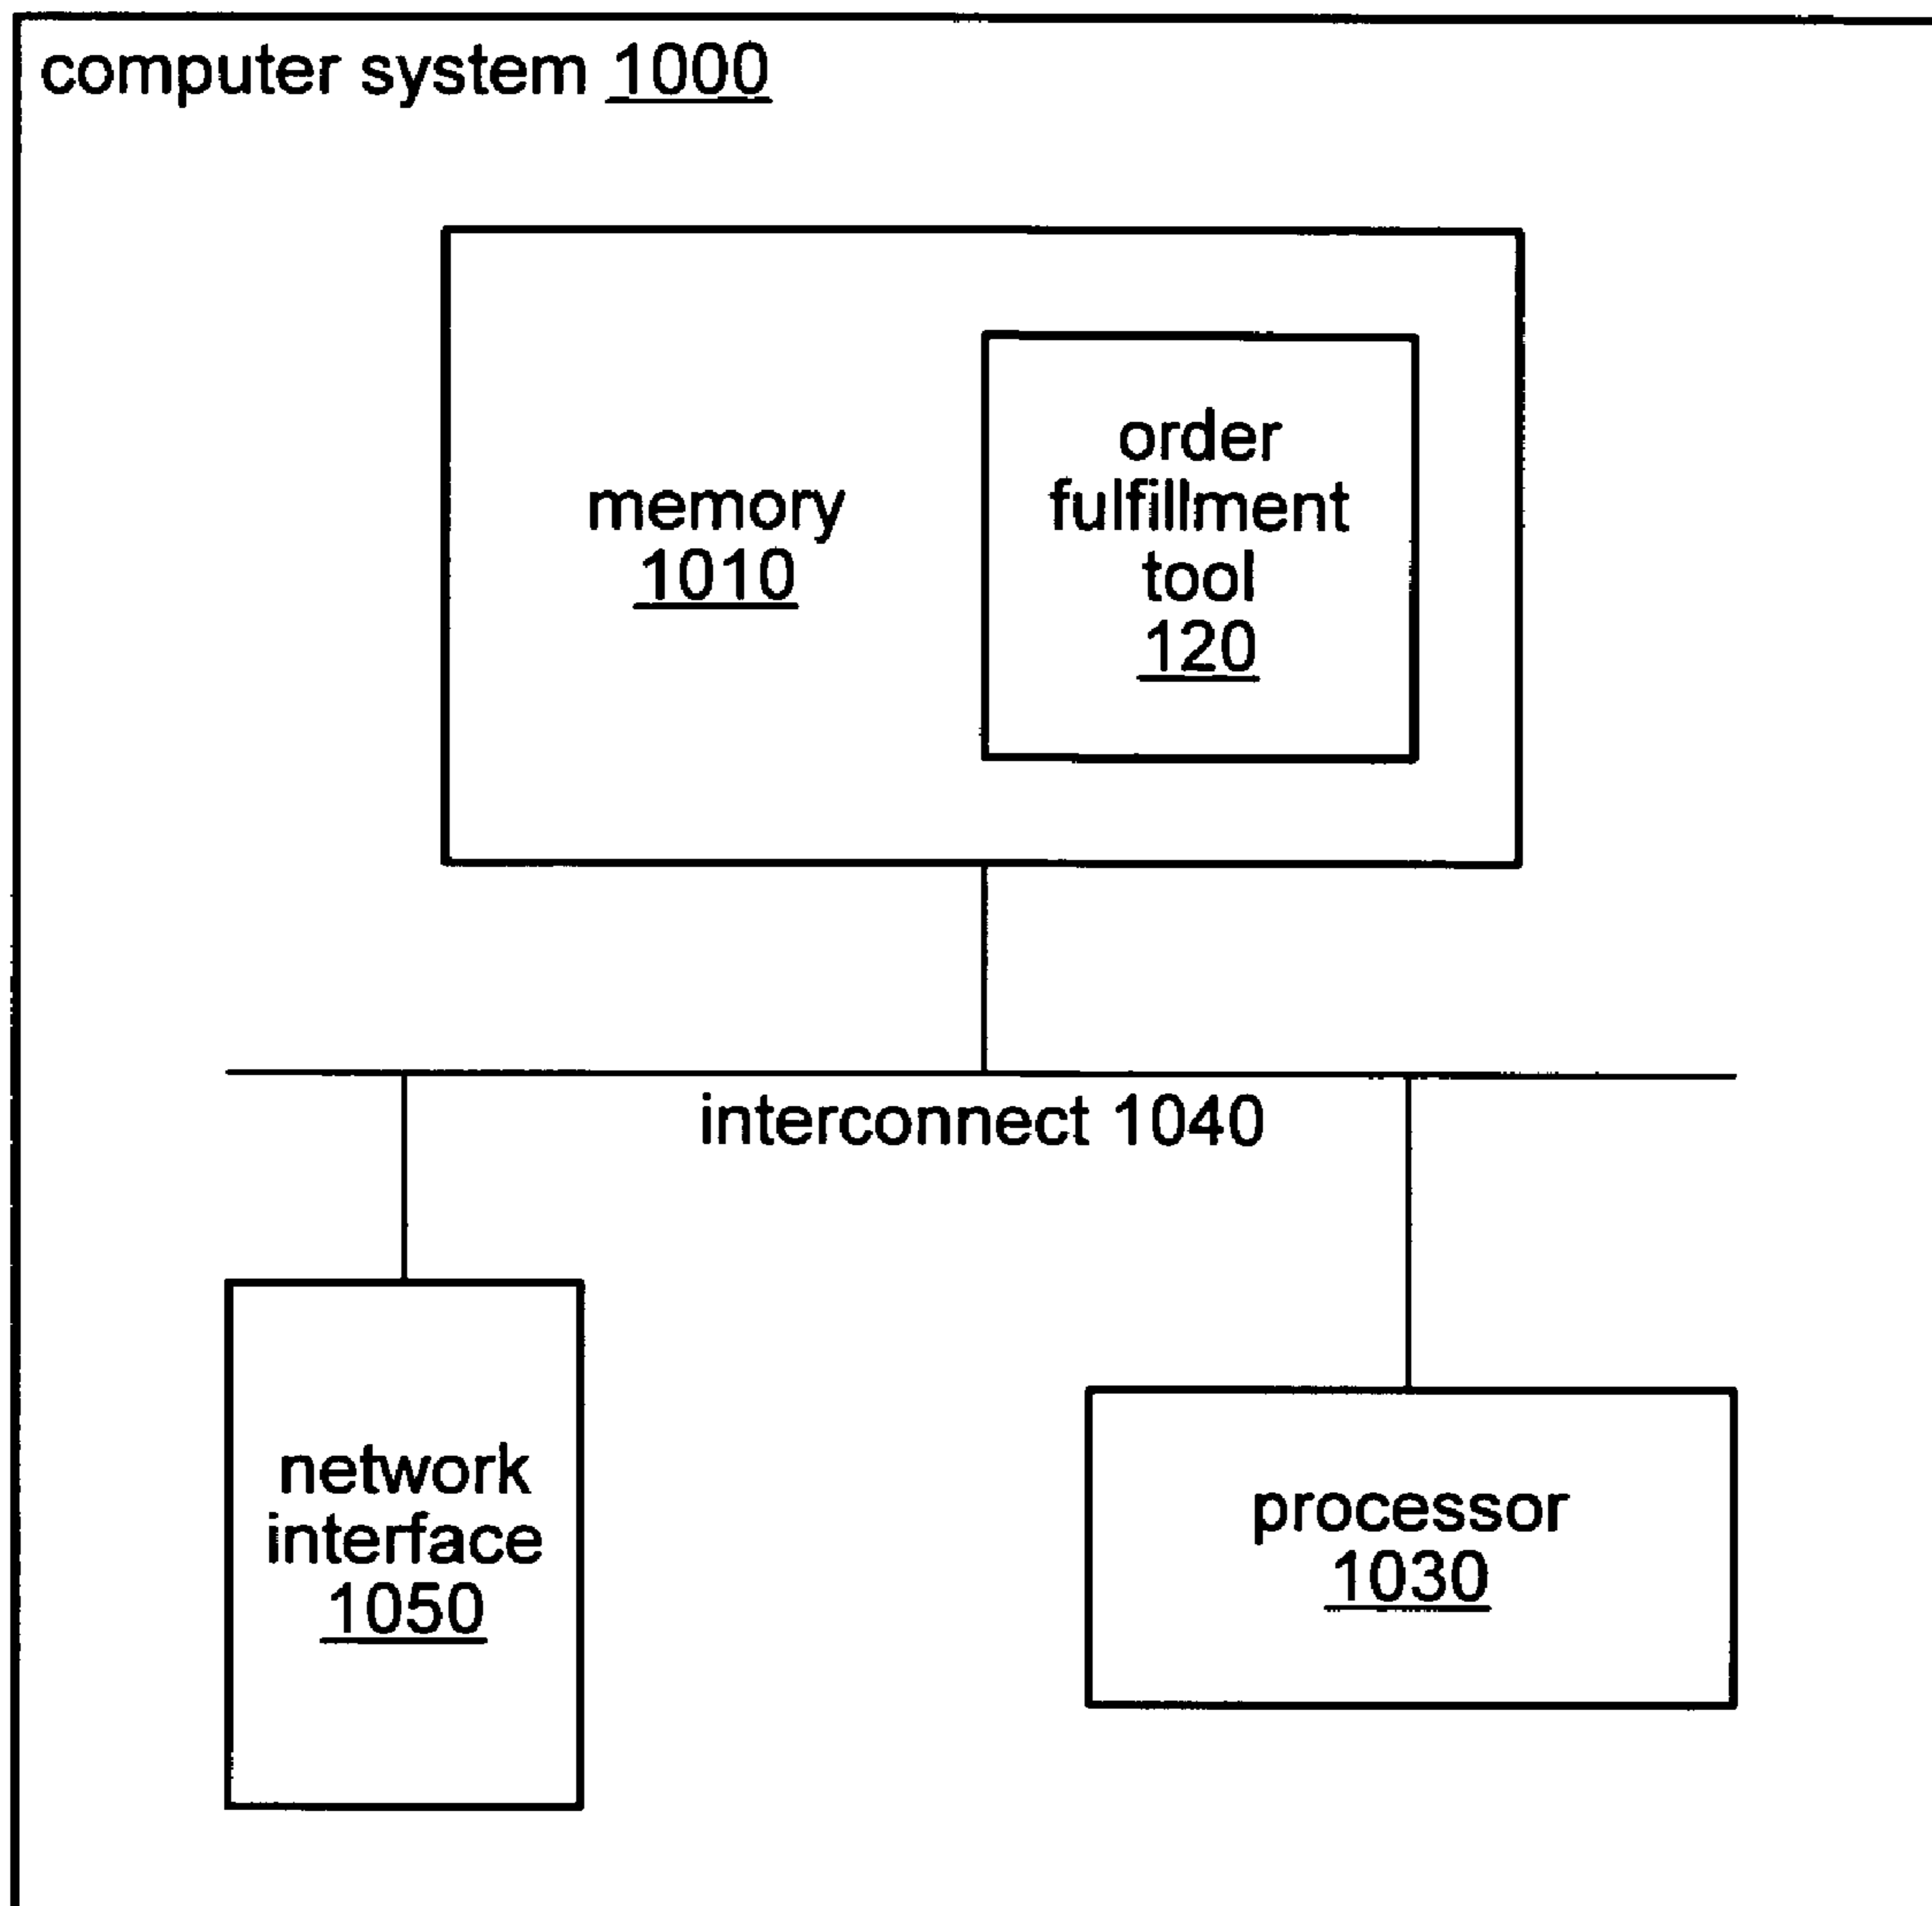 computer system 1000
memory
1010
order
fulfillment
tool
120
interconnect 1040
network
interface
1050
processor
1030